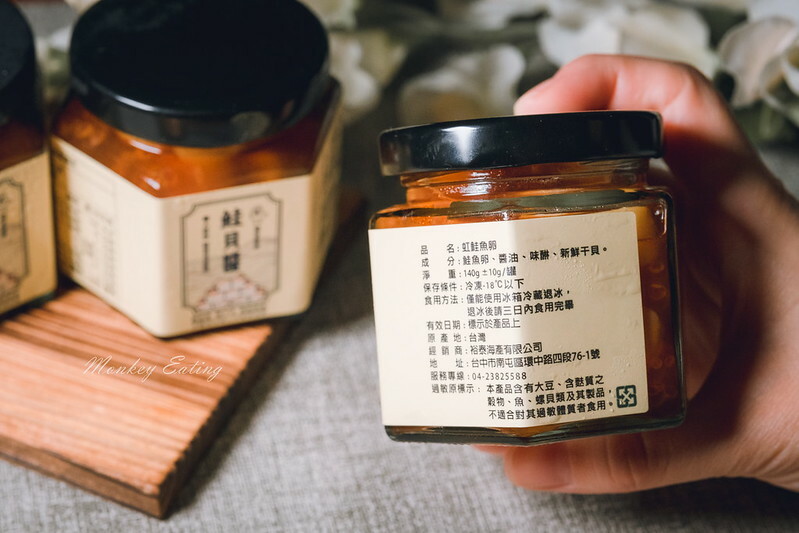 鮭貝醬
品　　名:虹鮭魚卵
成　　分:鮭魚卵、醬油、味醂、新鮮干貝。
淨　　重:140g ±10g/罐
保存條件:冷凍-18℃以下
食用方法:僅能使用冰箱冷藏退冰，
退冰後請三日內食用完畢
有效日期:標示於產品上
原 產 地:台灣
經 銷 商:裕泰海產有限公司
地　　址:台中市南屯區環中路四段76-1號
服務專線:04-23825588
過敏原標示：本產品含有大豆、含麩質之
穀物、魚、螺貝類及其製品，
不適合對其過敏體質者食用。
Monkey Eating